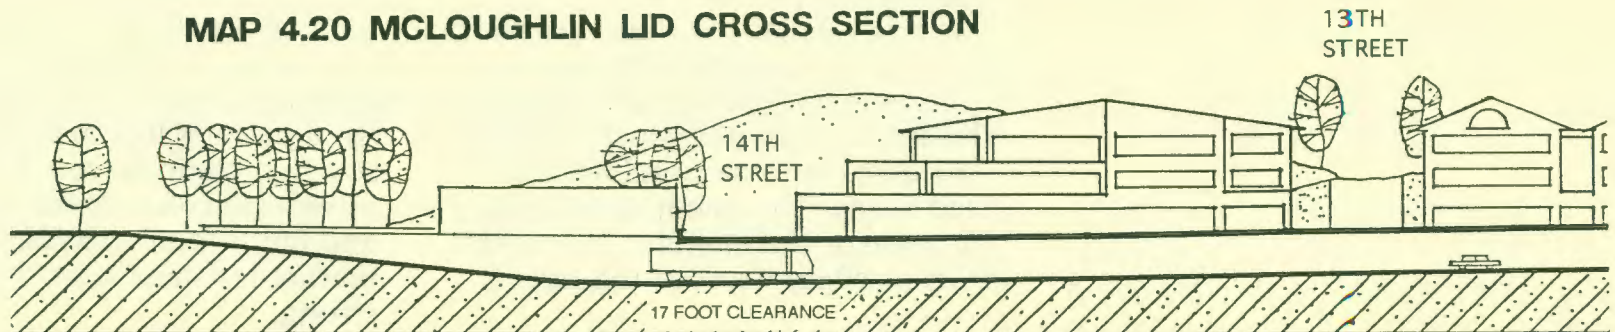 MAP 4.20 MCLOUGHLIN LID CROSS SECTION
13TH
STREET
14TH
STREET
17 FOOT CLEARANCE